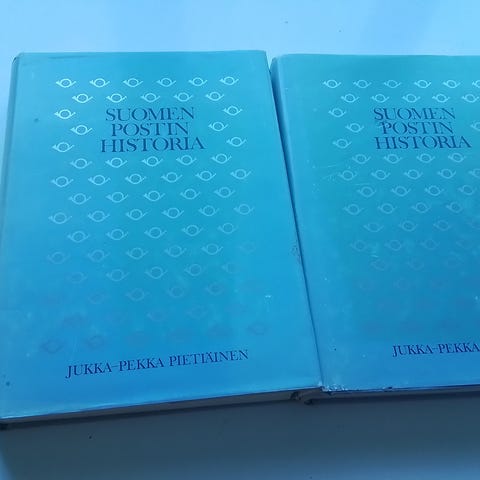 SUOMEN
POSTIN
HISTORIA
JUKKA-PEKKA PIETIÄINEN
SUOMEN
POSTIN
HISTORIA
JUKKA-PEKKA